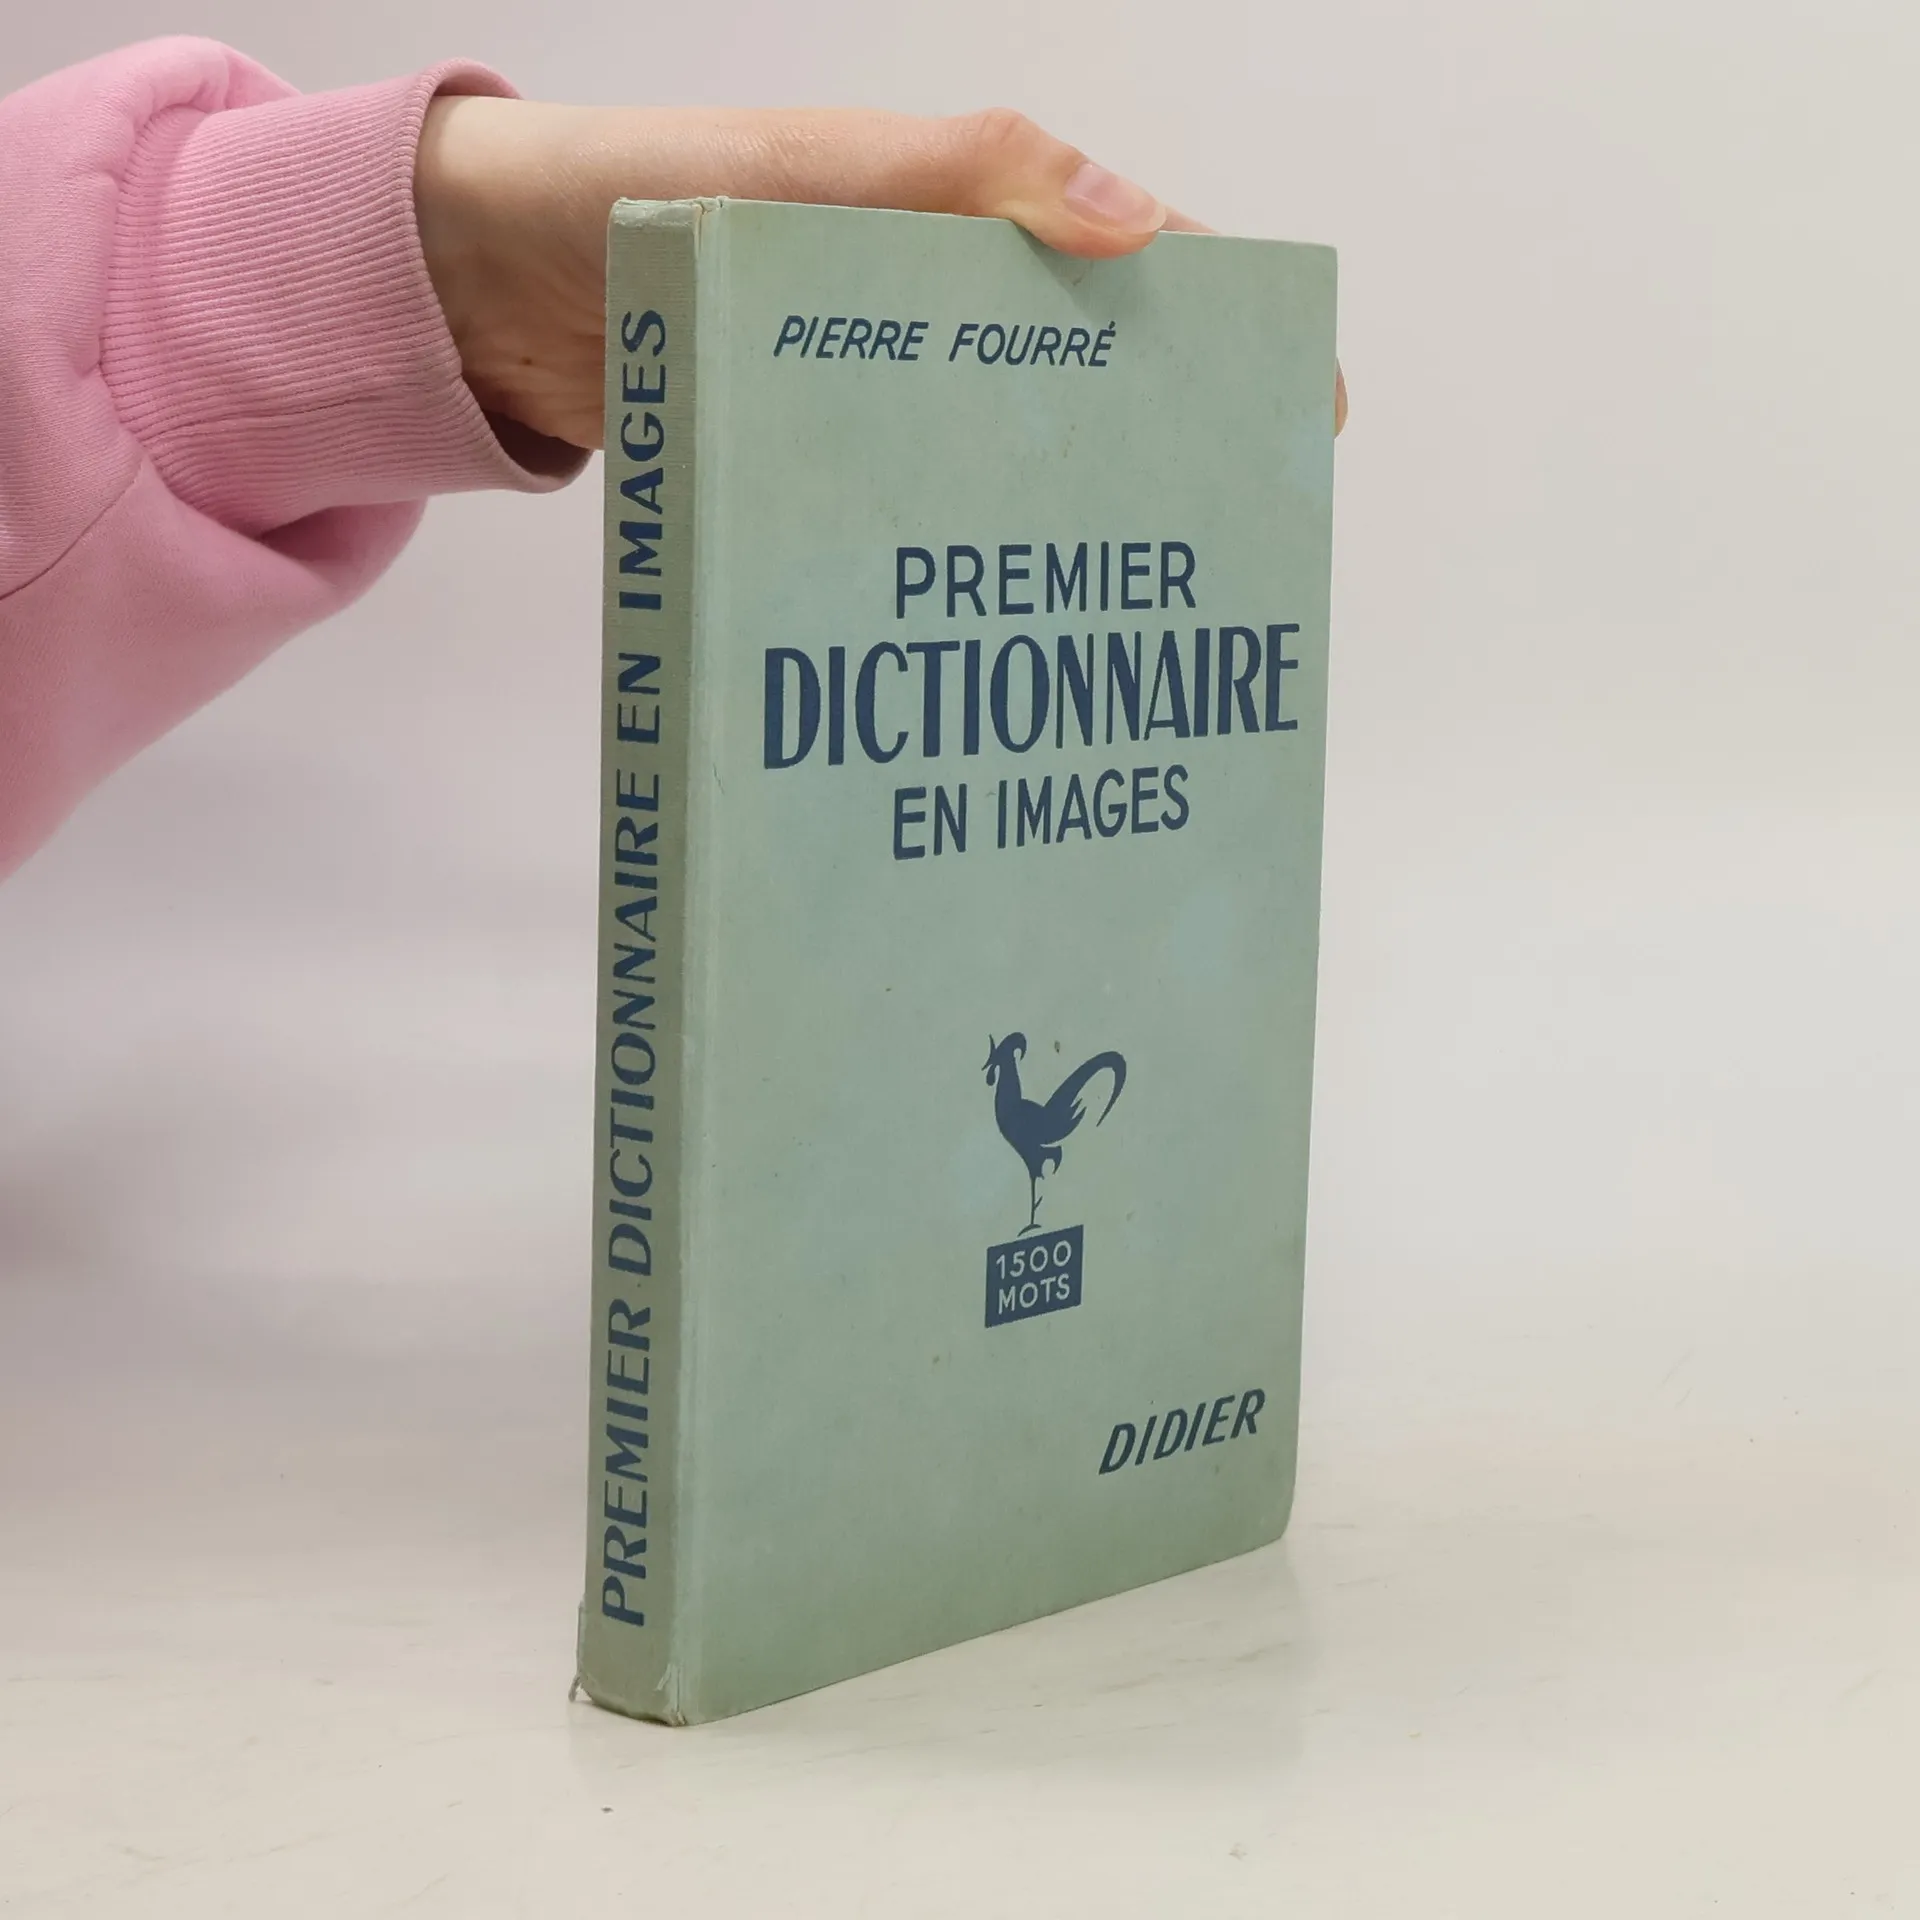 PREMIER DICTIONNAIRE EN IMAGES
PIERRE FOURRÉ
PREMIER
DICTIONNAIRE
EN IMAGES
1500
MOTS
DIDIER